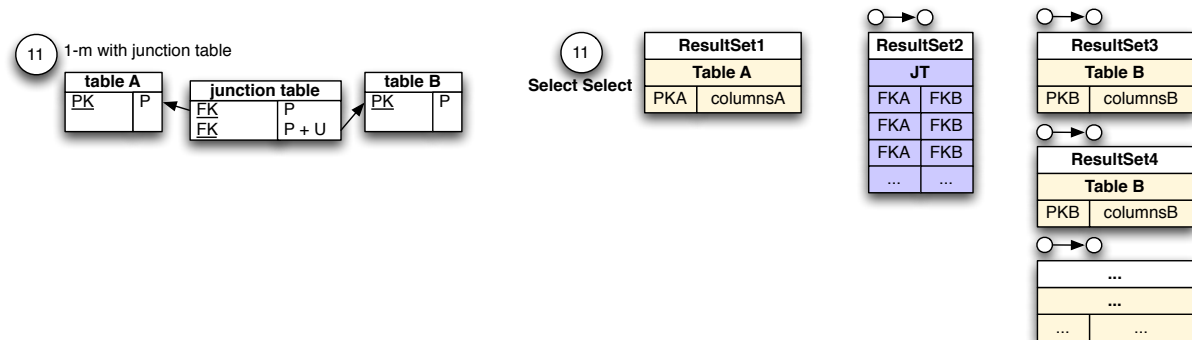 11 1-m with junction table
table A
PK P
junction table
FK P
FK P + U
table B
PK P
11
Select Select
ResultSet1
Table A
PKA columnsA
ResultSet2
JT
FKA FKB
FKA FKB
FKA FKB
... ...
ResultSet3
Table B
PKB columnsB
ResultSet4
Table B
PKB columnsB
...
...
... ...